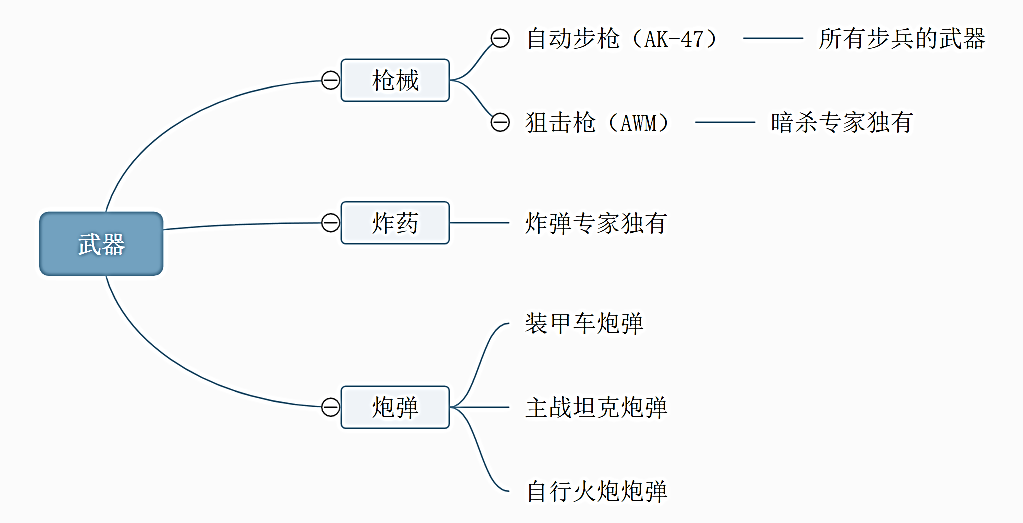 自动步枪（AK-47）
所有步兵的武器
枪械
狙击枪（AWM）
暗杀专家独有
武器
炸药
炸弹专家独有
装甲车炮弹
炮弹
主战坦克炮弹
自行火炮炮弹